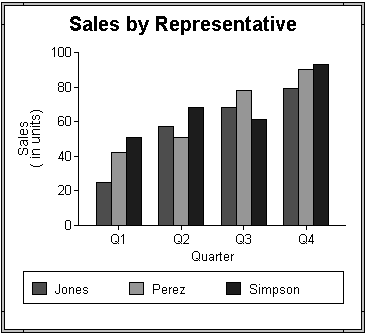 Sales by Representative
100
80
60
40
20
0
Sales
( in units)
Q1 Q2 Q3 Q4
Quarter
Jones Perez Simpson